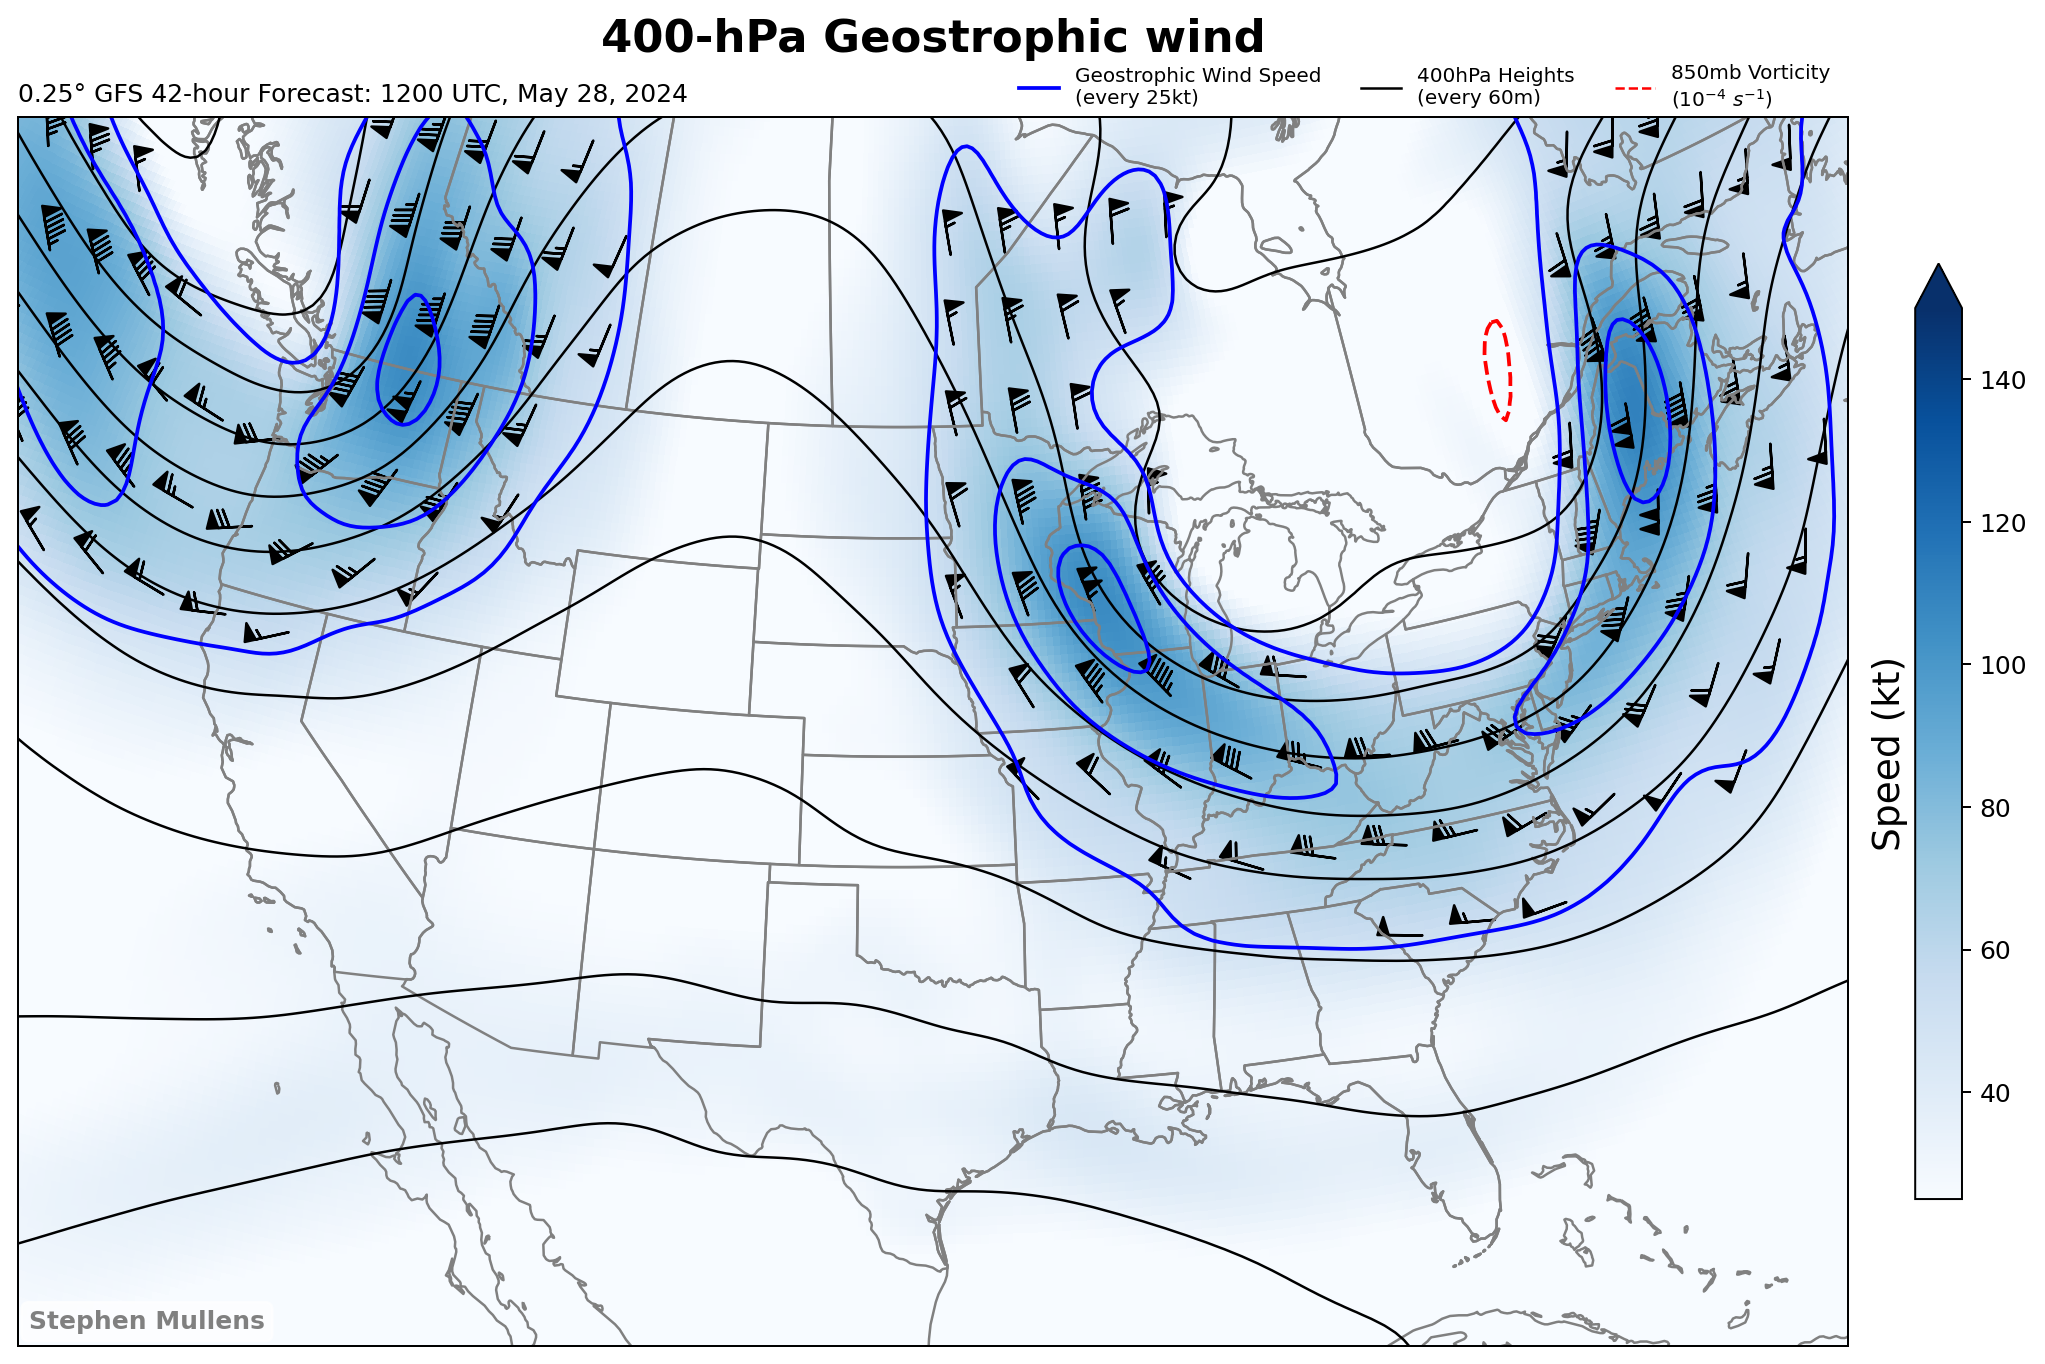 400-hPa Geostrophic wind
0.25° GFS 42-hour Forecast: 1200 UTC, May 28, 2024
Geostrophic Wind Speed
(every 25kt)
400hPa Heights
(every 60m)
850mb Vorticity
(10⁻⁴ s⁻¹)
140
120
100
80
60
40
Speed (kt)
Stephen Mullens